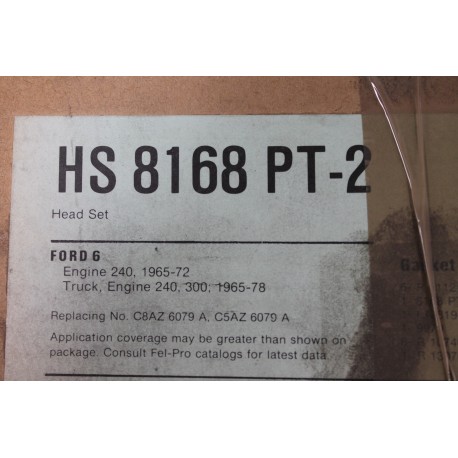 HS 8168 PT-2
Head Set
FORD 6
Engine 240, 1965-72
Truck, Engine 240, 300, 1965-78
Replacing No. C8AZ 6079 A, C5AZ 6079 A
Application coverage may be greater than shown on
package. Consult Fel-Pro catalogs for latest data.
Gasket